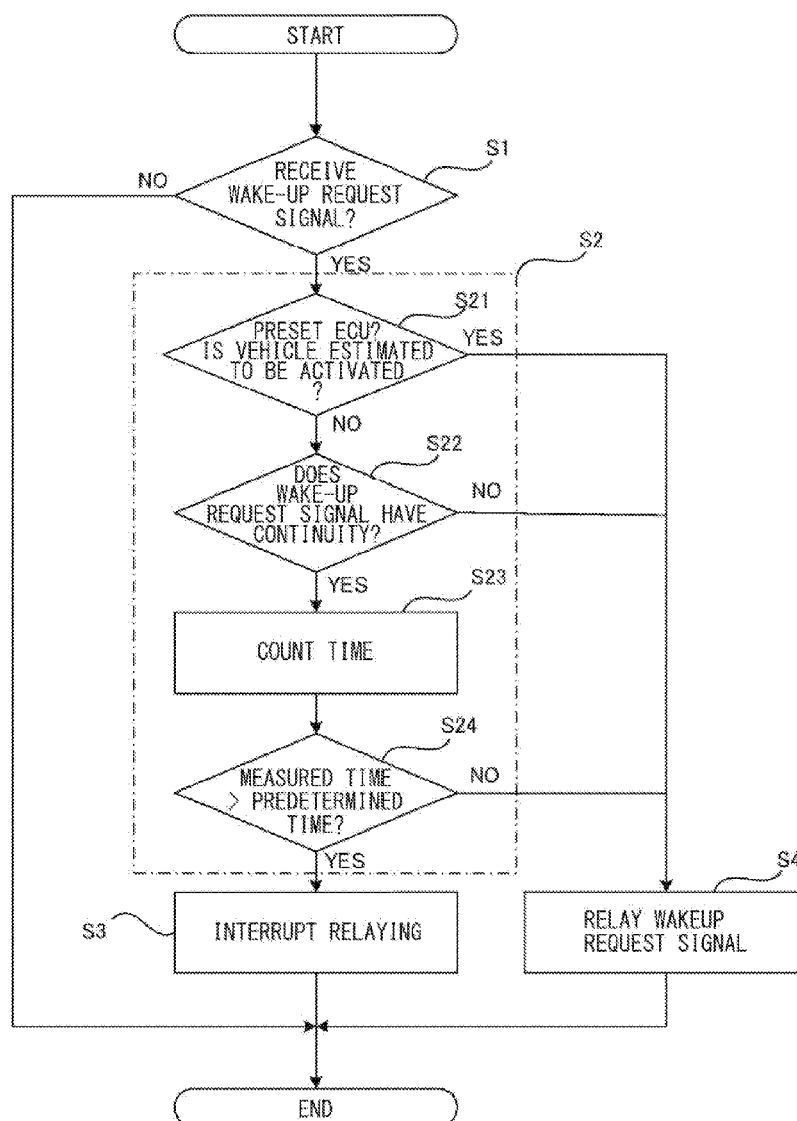 START
S1
RECEIVE
WAKE-UP REQUEST
SIGNAL?
NO
YES
S2
S21
PRESET ECU?
IS VEHICLE ESTIMATED
TO BE ACTIVATED
?
YES
NO
S22
DOES
WAKE-UP
REQUEST SIGNAL HAVE
CONTINUITY?
NO
YES
S23
COUNT TIME
S24
MEASURED TIME
> PREDETERMINED
TIME?
NO
YES
S3
INTERRUPT RELAYING
S4
RELAY WAKEUP
REQUEST SIGNAL
END